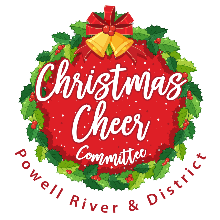 Christmas
Cheer
Committee
Powell River & District